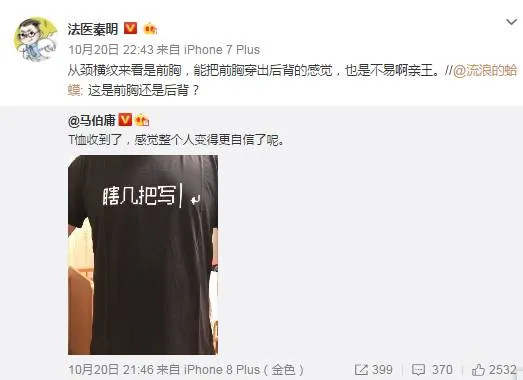 法医秦明
10月20日 22:43 来自 iPhone 7 Plus
从颈横纹来看是前胸，能把前胸穿出后背的感觉，也是不易啊亲王。//@流浪的蛤
蟆: 这是前胸还是后背？
@马伯庸
T恤收到了，感觉整个人变得更自信了呢。
瞎几把写
10月20日 21:46 来自 iPhone 8 Plus（金色）
399 370 2532